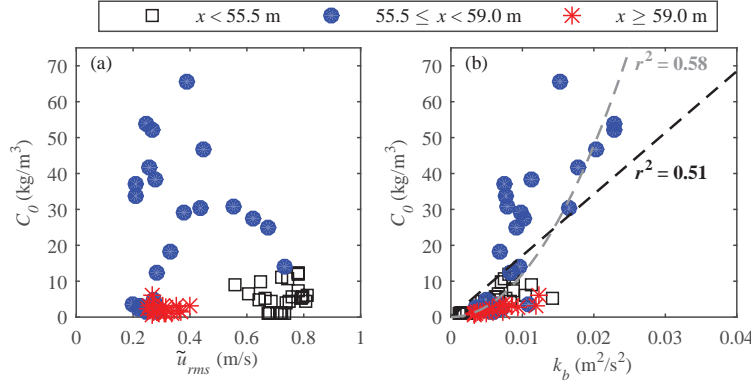 x < 55.5 m 55.5 ≤ x < 59.0 m x ≥ 59.0 m
(a) (b)
r² = 0.58
r² = 0.51
C₀ (kg/m³)
70
60
50
40
30
20
10
0
0 0.2 0.4 0.6 0.8 1
ũrms (m/s)
C₀ (kg/m³)
70
60
50
40
30
20
10
0
0 0.01 0.02 0.03 0.04
k_b (m²/s²)